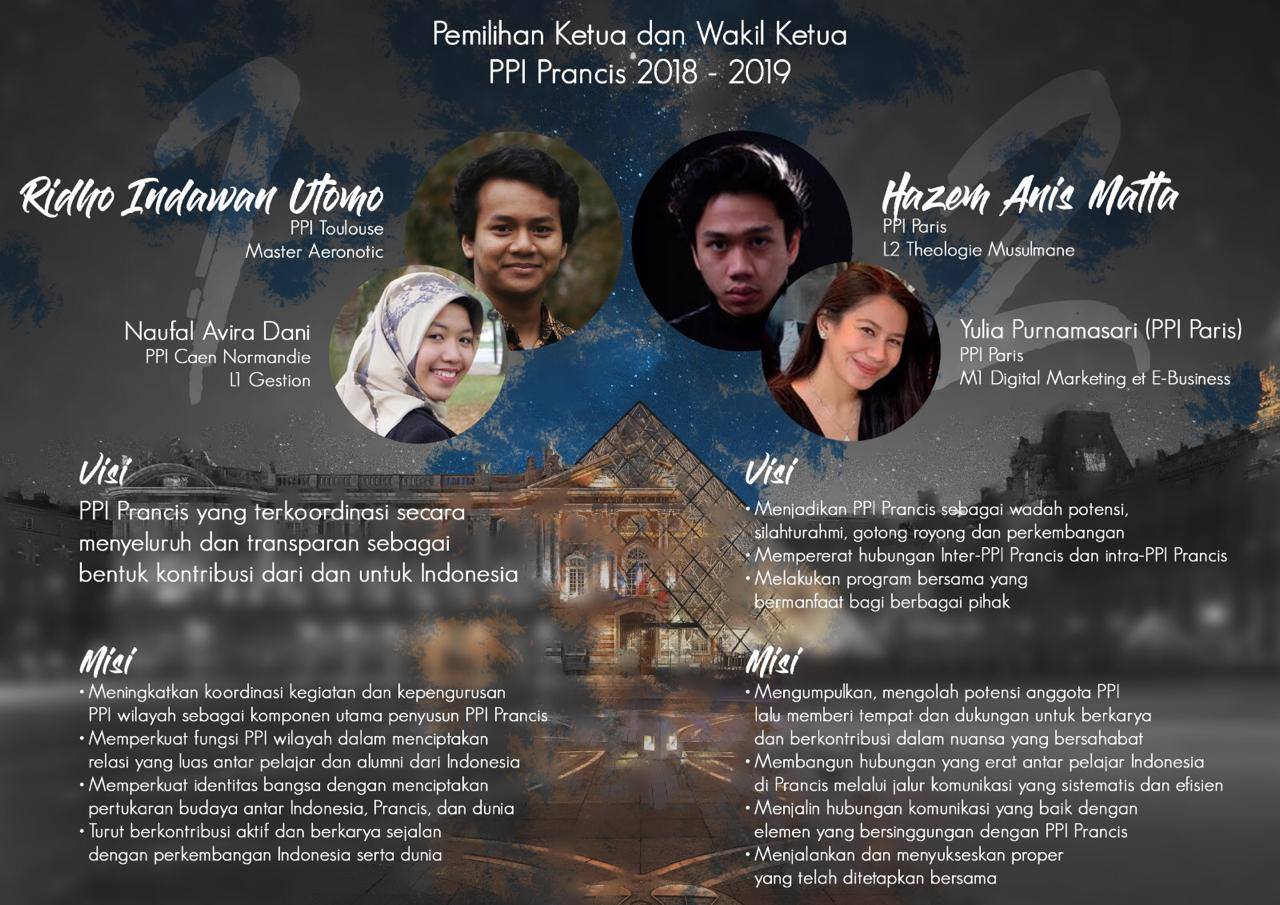 Pemilihan Ketua dan Wakil Ketua
PPI Prancis 2018 - 2019
1
Ridho Indawan Utomo
PPI Toulouse
Master Aeronotic
Naufal Avira Dani
PPI Caen Normandie
L1 Gestion
Visi
PPI Prancis yang terkoordinasi secara
menyeluruh dan transparan sebagai
bentuk kontribusi dari dan untuk Indonesia
Misi
• Meningkatkan koordinasi kegiatan dan kepengurusan
PPI wilayah sebagai komponen utama penyusun PPI Prancis
• Memperkuat fungsi PPI wilayah dalam menciptakan
relasi yang luas antar pelajar dan alumni dari Indonesia
• Memperkuat identitas bangsa dengan menciptakan
pertukaran budaya antar Indonesia, Prancis, dan dunia
• Turut berkontribusi aktif dan berkarya sejalan
dengan perkembangan Indonesia serta dunia
2
Hazem Anis Matta
PPI Paris
L2 Theologie Musulmane
Yulia Purnamasari (PPI Paris)
PPI Paris
M1 Digital Marketing et E-Business
Visi
• Menjadikan PPI Prancis sebagai wadah potensi,
silahturahmi, gotong royong dan perkembangan
• Mempererat hubungan Inter-PPI Prancis dan intra-PPI Prancis
• Melakukan program bersama yang
bermanfaat bagi berbagai pihak
Misi
• Mengumpulkan, mengolah potensi anggota PPI
lalu memberi tempat dan dukungan untuk berkarya
dan berkontribusi dalam nuansa yang bersahabat
• Membangun hubungan yang erat antar pelajar Indonesia
di Prancis melalui jalur komunikasi yang sistematis dan efisien
• Menjalin hubungan komunikasi yang baik dengan
elemen yang bersinggungan dengan PPI Prancis
• Menjalankan dan menyukseskan proper
yang telah ditetapkan bersama